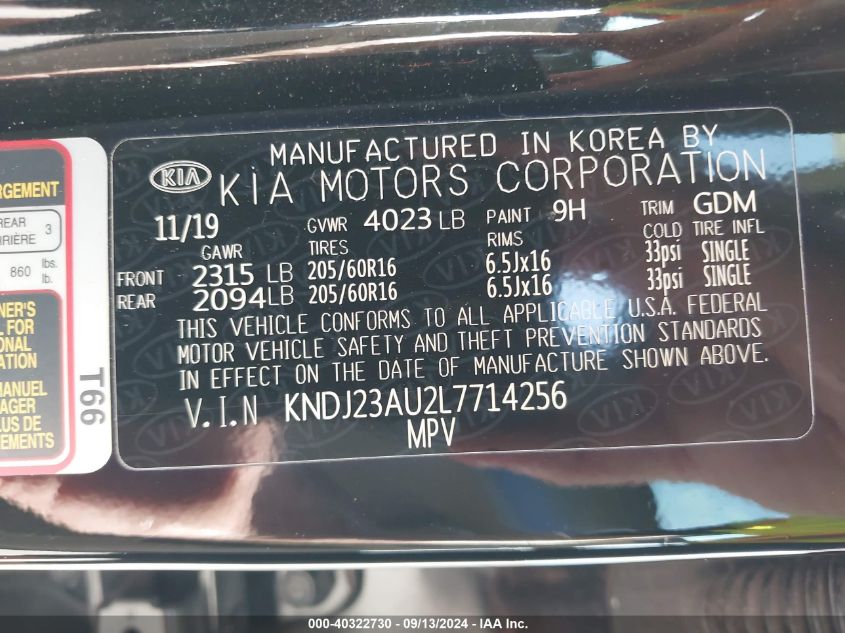 MANUFACTURED IN KOREA BY
KIA KIA MOTORS CORPORATION
11/19 GVWR 4023 LB PAINT 9H TRIM GDM
GAWR TIRES RIMS COLD TIRE INFL
FRONT 2315 LB 205/60R16 6.5Jx16 33psi SINGLE
REAR 2094 LB 205/60R16 6.5Jx16 33psi SINGLE
THIS VEHICLE CONFORMS TO ALL APPLICABLE U.S.A. FEDERAL
MOTOR VEHICLE SAFETY AND THEFT PREVENTION STANDARDS
IN EFFECT ON THE DATE OF MANUFACTURE SHOWN ABOVE.
V.I.N KNDJ23AU2L7714256
MPV
RGEMENT
REAR
RRIÈRE 3
860 lbs.
lb.
NER'S
L FOR
ONAL
ATION
MANUEL
AGER
LUS DE
EMENTS
T66
000-40322730 - 09/13/2024 - IAA Inc.